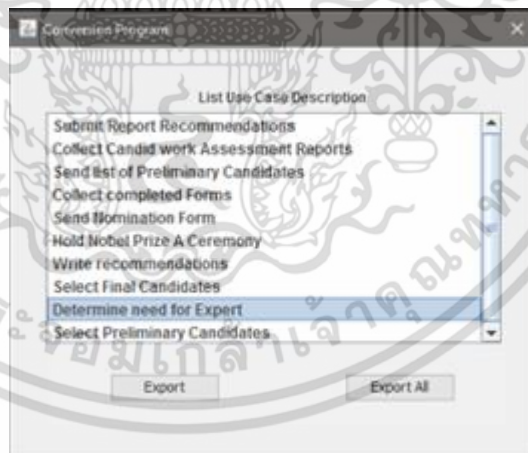 Conversion Program
List Use Case Description
Submit Report Recommendations
Collect Candid work Assessment Reports
Send list of Preliminary Candidates
Collect completed Forms
Send Nomination Form
Hold Nobel Prize A Ceremony
Write recommendations
Select Final Candidates
Determine need for Expert
Select Preliminary Candidates
Export
Export All